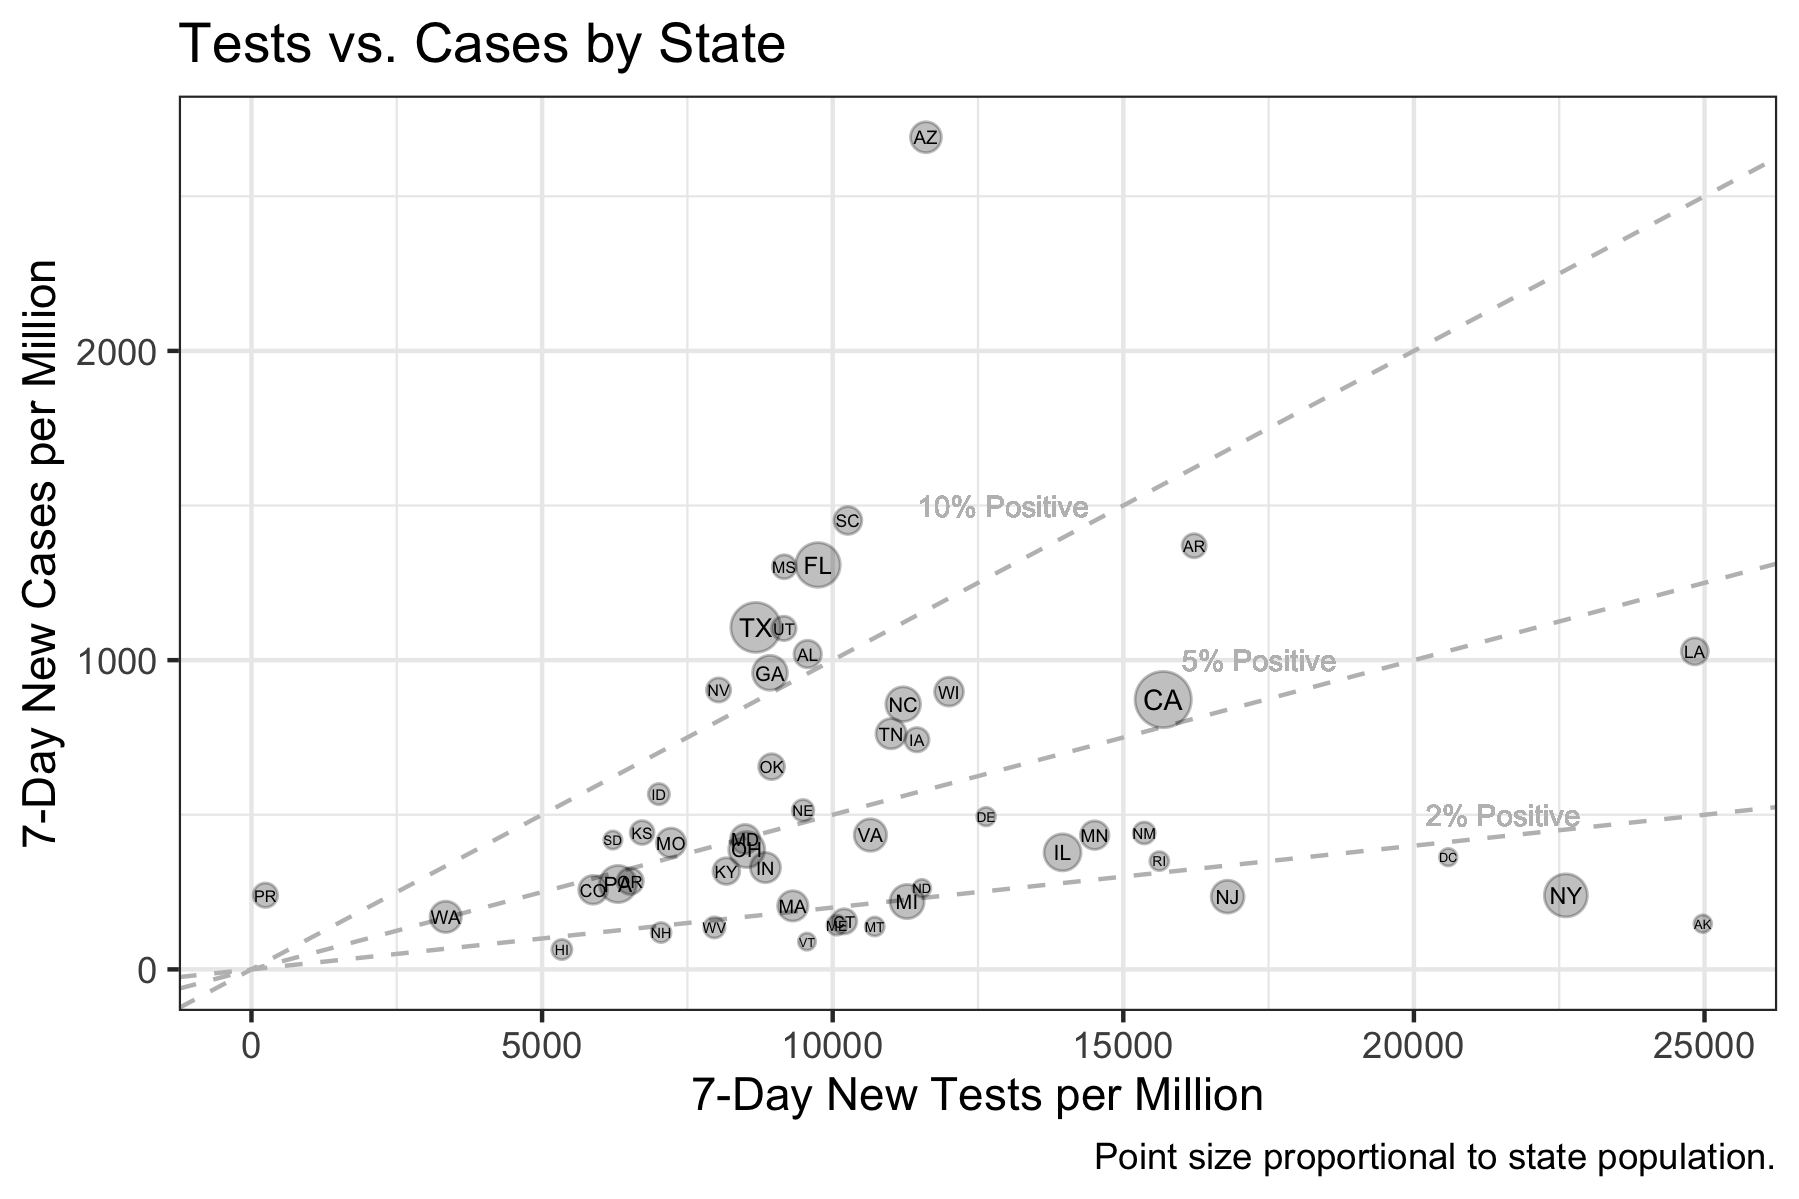 Tests vs. Cases by State
7-Day New Cases per Million
2000
1000
0
AZ
10% Positive
SC
AR
MS
FL
TX
UT
AL
LA
5% Positive
GA
NV
WI
CA
NC
TN
IA
OK
ID
NE
DE
2% Positive
SD
KS
MO
MD
OH
VA
MN
NM
IL
RI
DC
KY
IN
PR
CO
PA
OR
WA
MA
ND
MI
NJ
NY
AK
HI
NH
WV
VT
ME
CT
MT
0 5000 10000 15000 20000 25000
7-Day New Tests per Million
Point size proportional to state population.